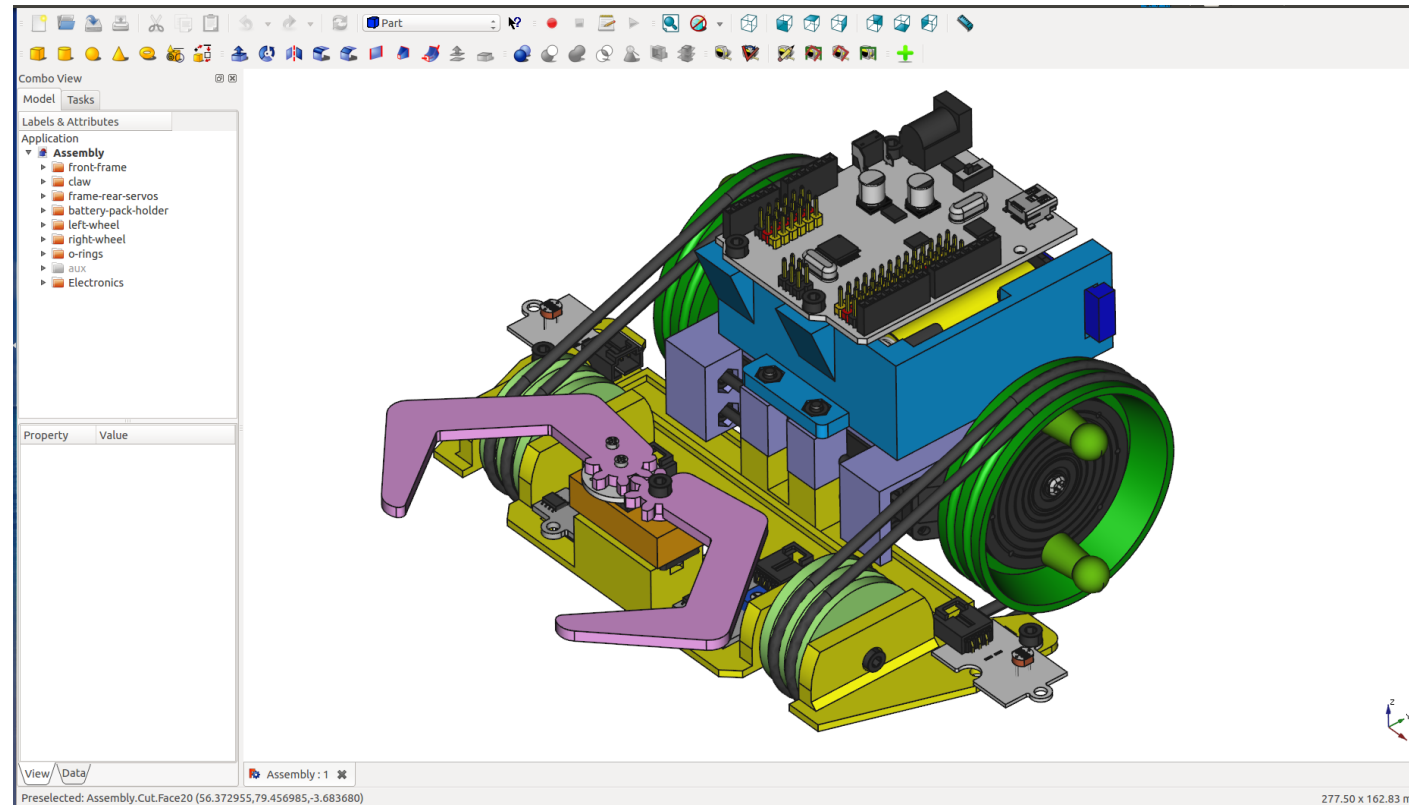 Part
Combo View
Model Tasks
Labels & Attributes
Application
Assembly
front-frame
claw
frame-rear-servos
battery-pack-holder
left-wheel
right-wheel
o-rings
aux
Electronics
Property Value
View Data
Assembly : 1
Z
Y
Preselected: Assembly.Cut.Face20 (56.372955,79.456985,-3.683680)
277.50 x 162.83 m